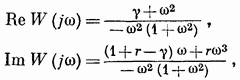 Re W (jω) = (γ + ω²) / (−ω² (1 + ω²)) ,
Im W (jω) = ((1 + r − γ) ω + rω³) / (−ω² (1 + ω²)) ,